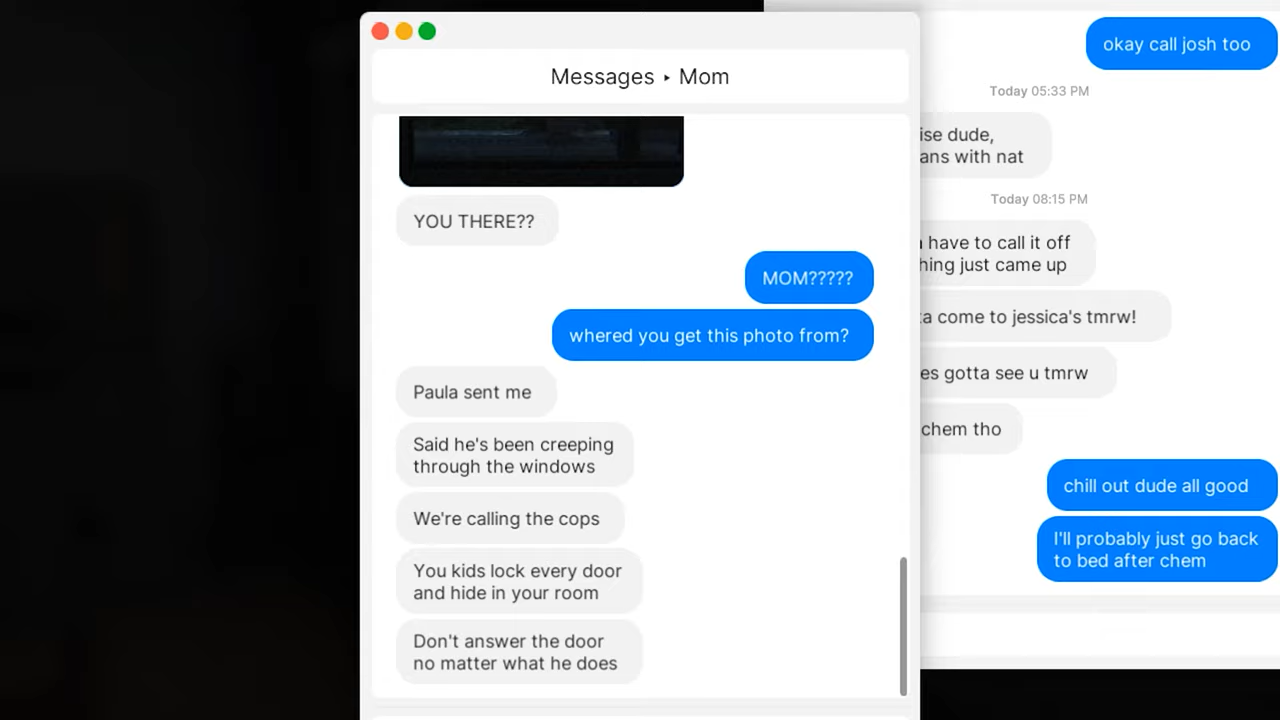 Messages ‣ Mom
YOU THERE??
MOM?????
whered you get this photo from?
Paula sent me
Said he's been creeping
through the windows
We're calling the cops
You kids lock every door
and hide in your room
Don't answer the door
no matter what he does
okay call josh too
Today 05:33 PM
dude,
with nat
Today 08:15 PM
have to call it off
just came up
come to jessica's tmrw!
gotta see u tmrw
chem tho
chill out dude all good
I'll probably just go back
to bed after chem